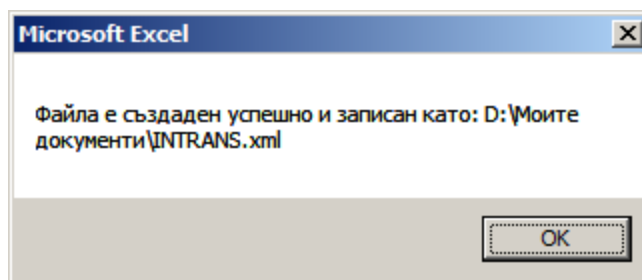 Microsoft Excel
Файла е създаден успешно и записан като: D:\Моите
документи\INTRANS.xml
OK